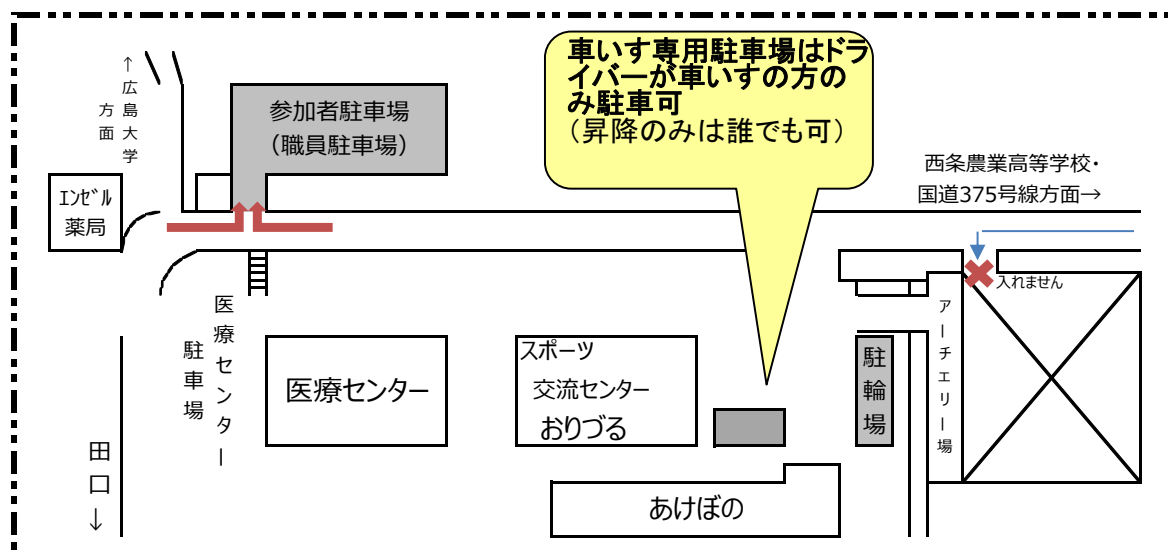 車いす専用駐車場はドラ
イバーが車いすの方の
み駐車可
（昇降のみは誰でも可）
↑広島大学
方面
参加者駐車場
（職員駐車場）
西条農業高等学校・
国道375号線方面→
ｴﾝｾﾞﾙ
薬局
入れません
医療センター
駐車場
医療センター
スポーツ
交流センター
おりづる
駐輪場
アーチェリー場
田口↓
あけぼの